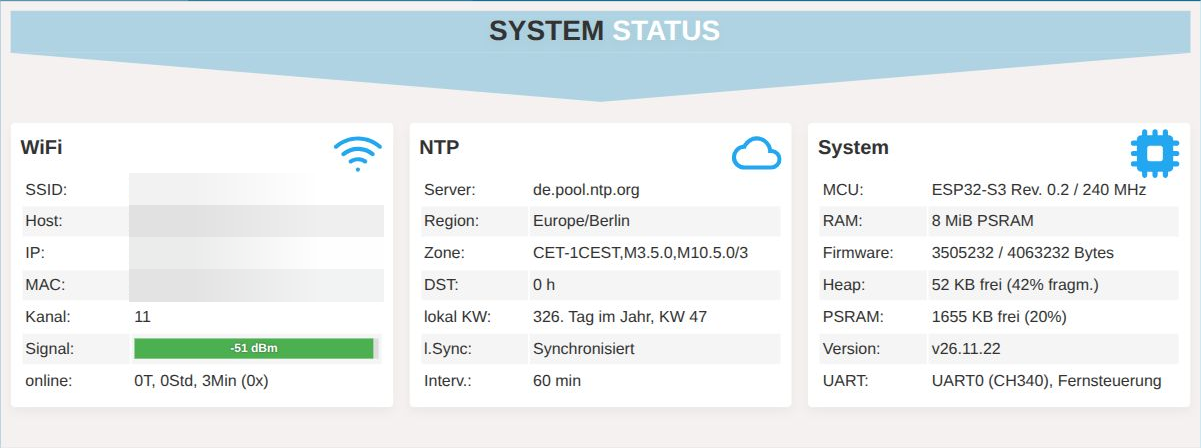 SYSTEM STATUS
WiFi
SSID:
Host:
IP:
MAC:
Kanal: 11
Signal: -51 dBm
online: 0T, 0Std, 3Min (0x)
NTP
Server: de.pool.ntp.org
Region: Europe/Berlin
Zone: CET-1CEST,M3.5.0,M10.5.0/3
DST: 0 h
lokal KW: 326. Tag im Jahr, KW 47
l.Sync: Synchronisiert
Interv.: 60 min
System
MCU: ESP32-S3 Rev. 0.2 / 240 MHz
RAM: 8 MiB PSRAM
Firmware: 3505232 / 4063232 Bytes
Heap: 52 KB frei (42% fragm.)
PSRAM: 1655 KB frei (20%)
Version: v26.11.22
UART: UART0 (CH340), Fernsteuerung